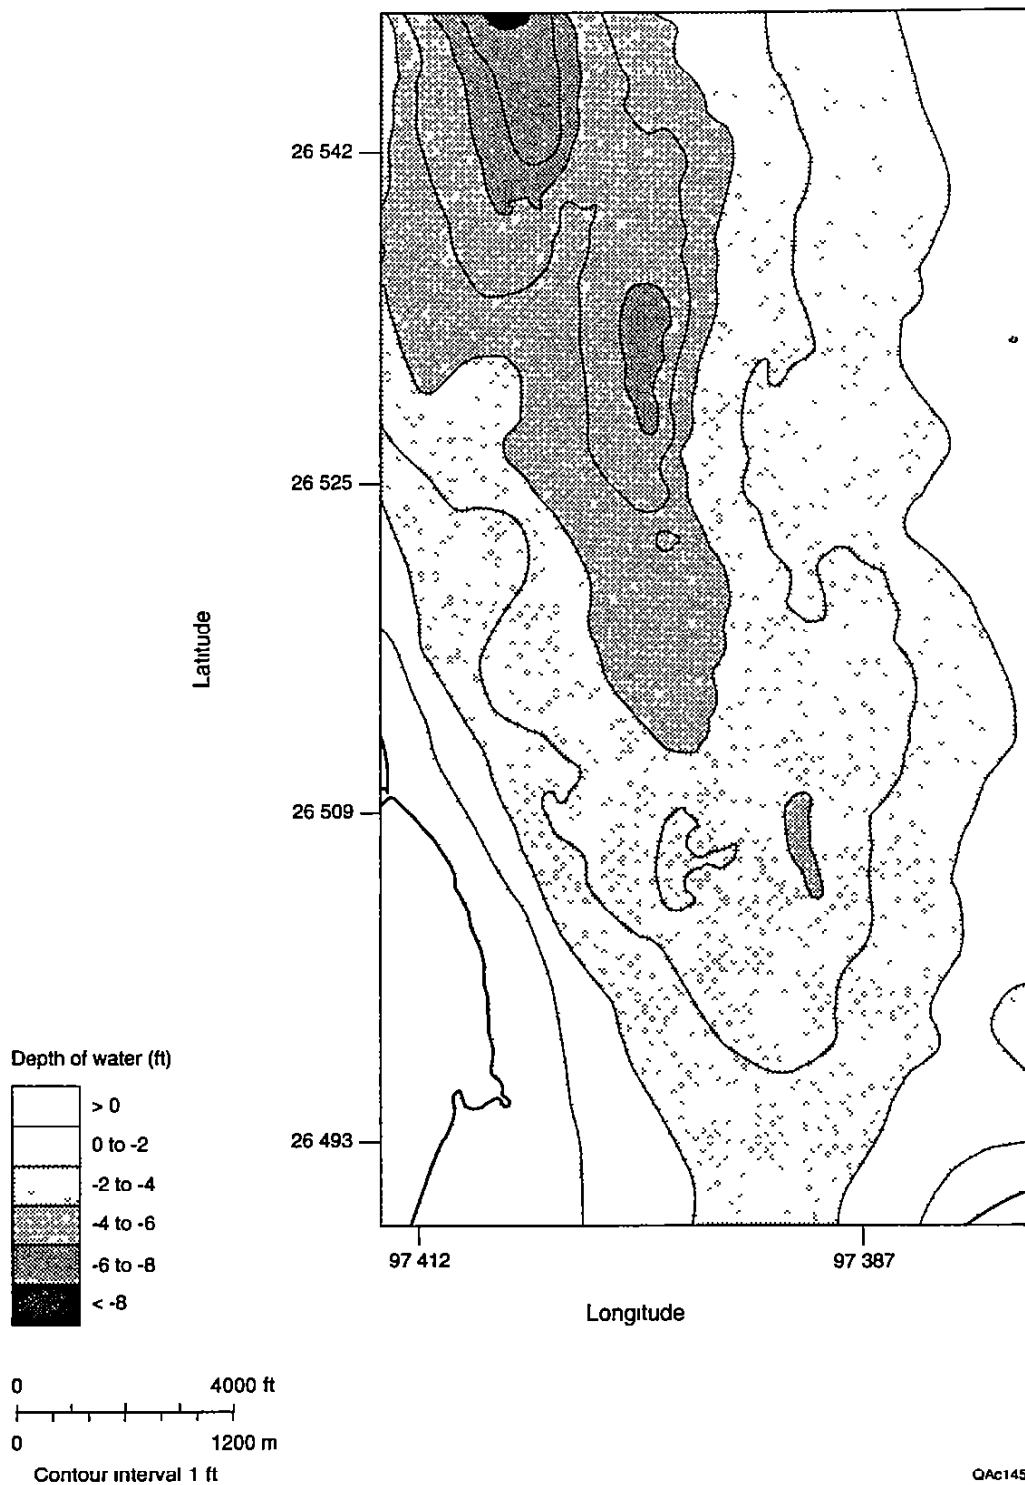 26 542
26 525
Latitude
26 509
26 493
97 412
97 387
Longitude
Depth of water (ft)
> 0
0 to -2
-2 to -4
-4 to -6
-6 to -8
< -8
0 4000 ft
0 1200 m
Contour interval 1 ft
QAc145